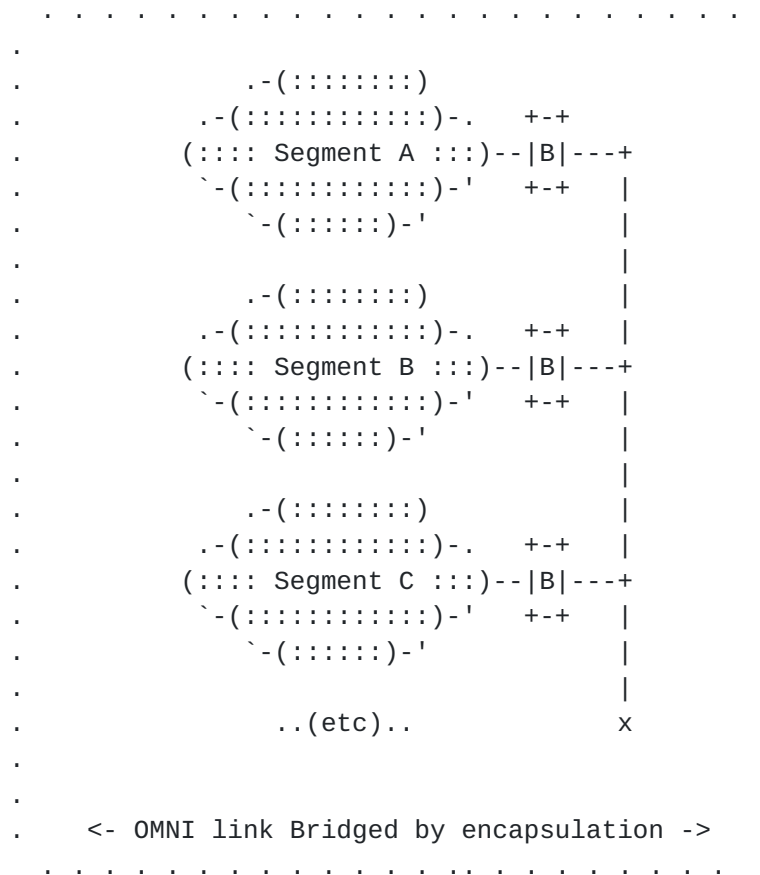 . . . . . . . . . . . . . . . . . . . . . . .
.
.              .-(::::::::)
.           .-(::::::::::::)-.   +-+
.          (:::: Segment A :::)--|B|---+
.           `-(::::::::::::)-'   +-+   |
.              `-(::::::)-'            |
.                                      |
.              .-(::::::::)            |
.           .-(::::::::::::)-.   +-+   |
.          (:::: Segment B :::)--|B|---+
.           `-(::::::::::::)-'   +-+   |
.              `-(::::::)-'            |
.                                      |
.              .-(::::::::)            |
.           .-(::::::::::::)-.   +-+   |
.          (:::: Segment C :::)--|B|---+
.           `-(::::::::::::)-'   +-+   |
.              `-(::::::)-'            |
.                                      |
.                ..(etc)..             x
.
.
.    <- OMNI link Bridged by encapsulation ->
  . . . . . . . . . . . . . .. . . . . . . . .